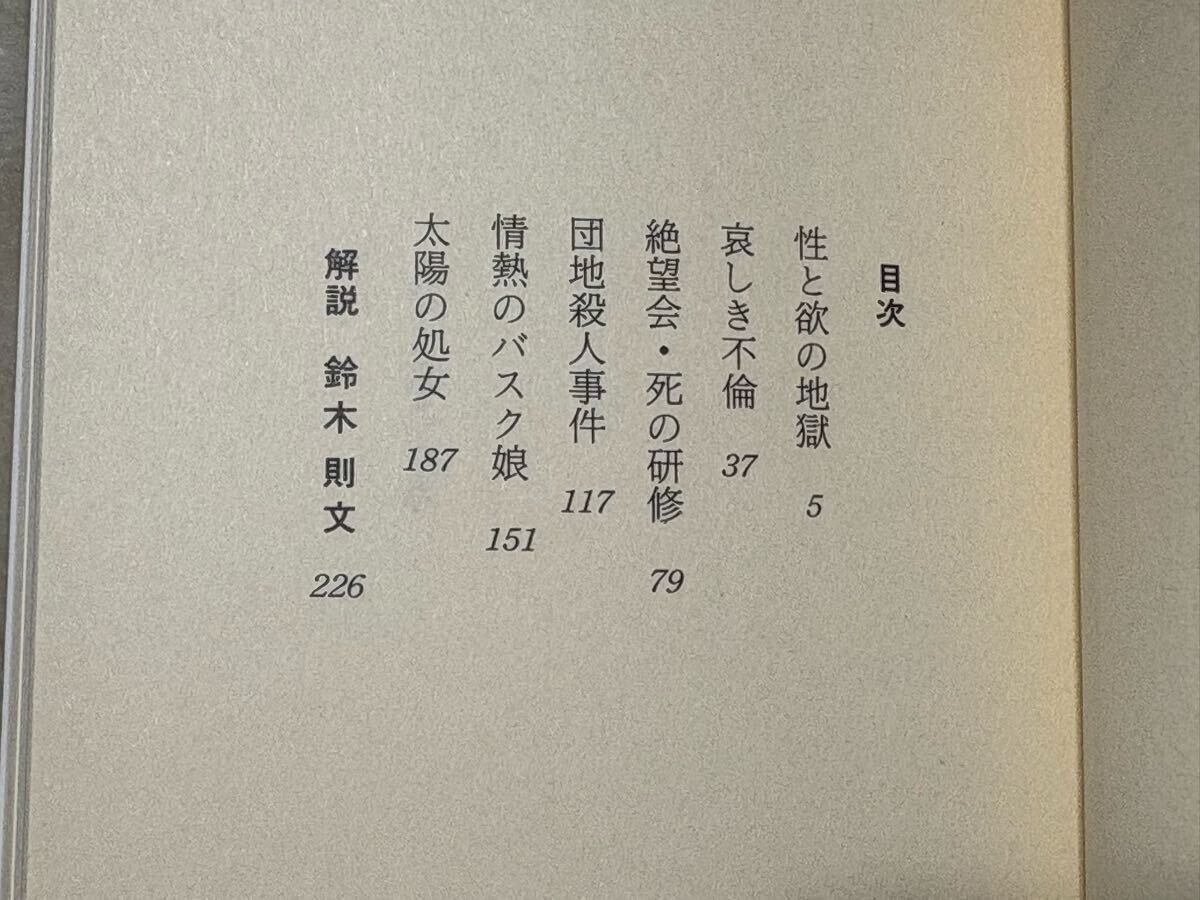 目次
性と欲の地獄 5
哀しき不倫 37
絶望会・死の研修 79
団地殺人事件 117
情熱のバスク娘 151
太陽の処女 187
解説 鈴木則文 226